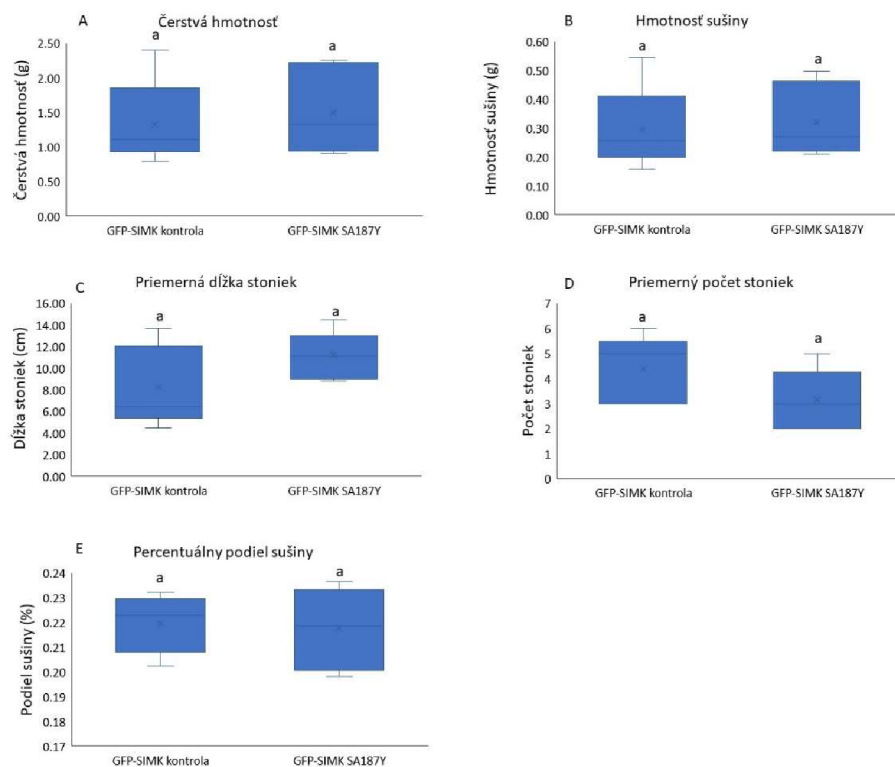 A
Čerstvá hmotnosť
Čerstvá hmotnosť (g)
2.50
2.00
1.50
1.00
0.50
0.00
a
a
GFP-SIMK kontrola
GFP-SIMK SA187Y
B
Hmotnosť sušiny
Hmotnosť sušiny (g)
0.60
0.50
0.40
0.30
0.20
0.10
0.00
a
a
GFP-SIMK kontrola
GFP-SIMK SA187Y
C
Priemerná dĺžka stoniek
Dĺžka stoniek (cm)
16.00
14.00
12.00
10.00
8.00
6.00
4.00
2.00
0.00
a
a
GFP-SIMK kontrola
GFP-SIMK SA187Y
D
Priemerný počet stoniek
Počet stoniek
7
6
5
4
3
2
1
0
a
a
GFP-SIMK kontrola
GFP-SIMK SA187Y
E
Percentuálny podiel sušiny
Podiel sušiny (%)
0.24
0.23
0.22
0.21
0.20
0.19
0.18
0.17
a
a
GFP-SIMK kontrola
GFP-SIMK SA187Y